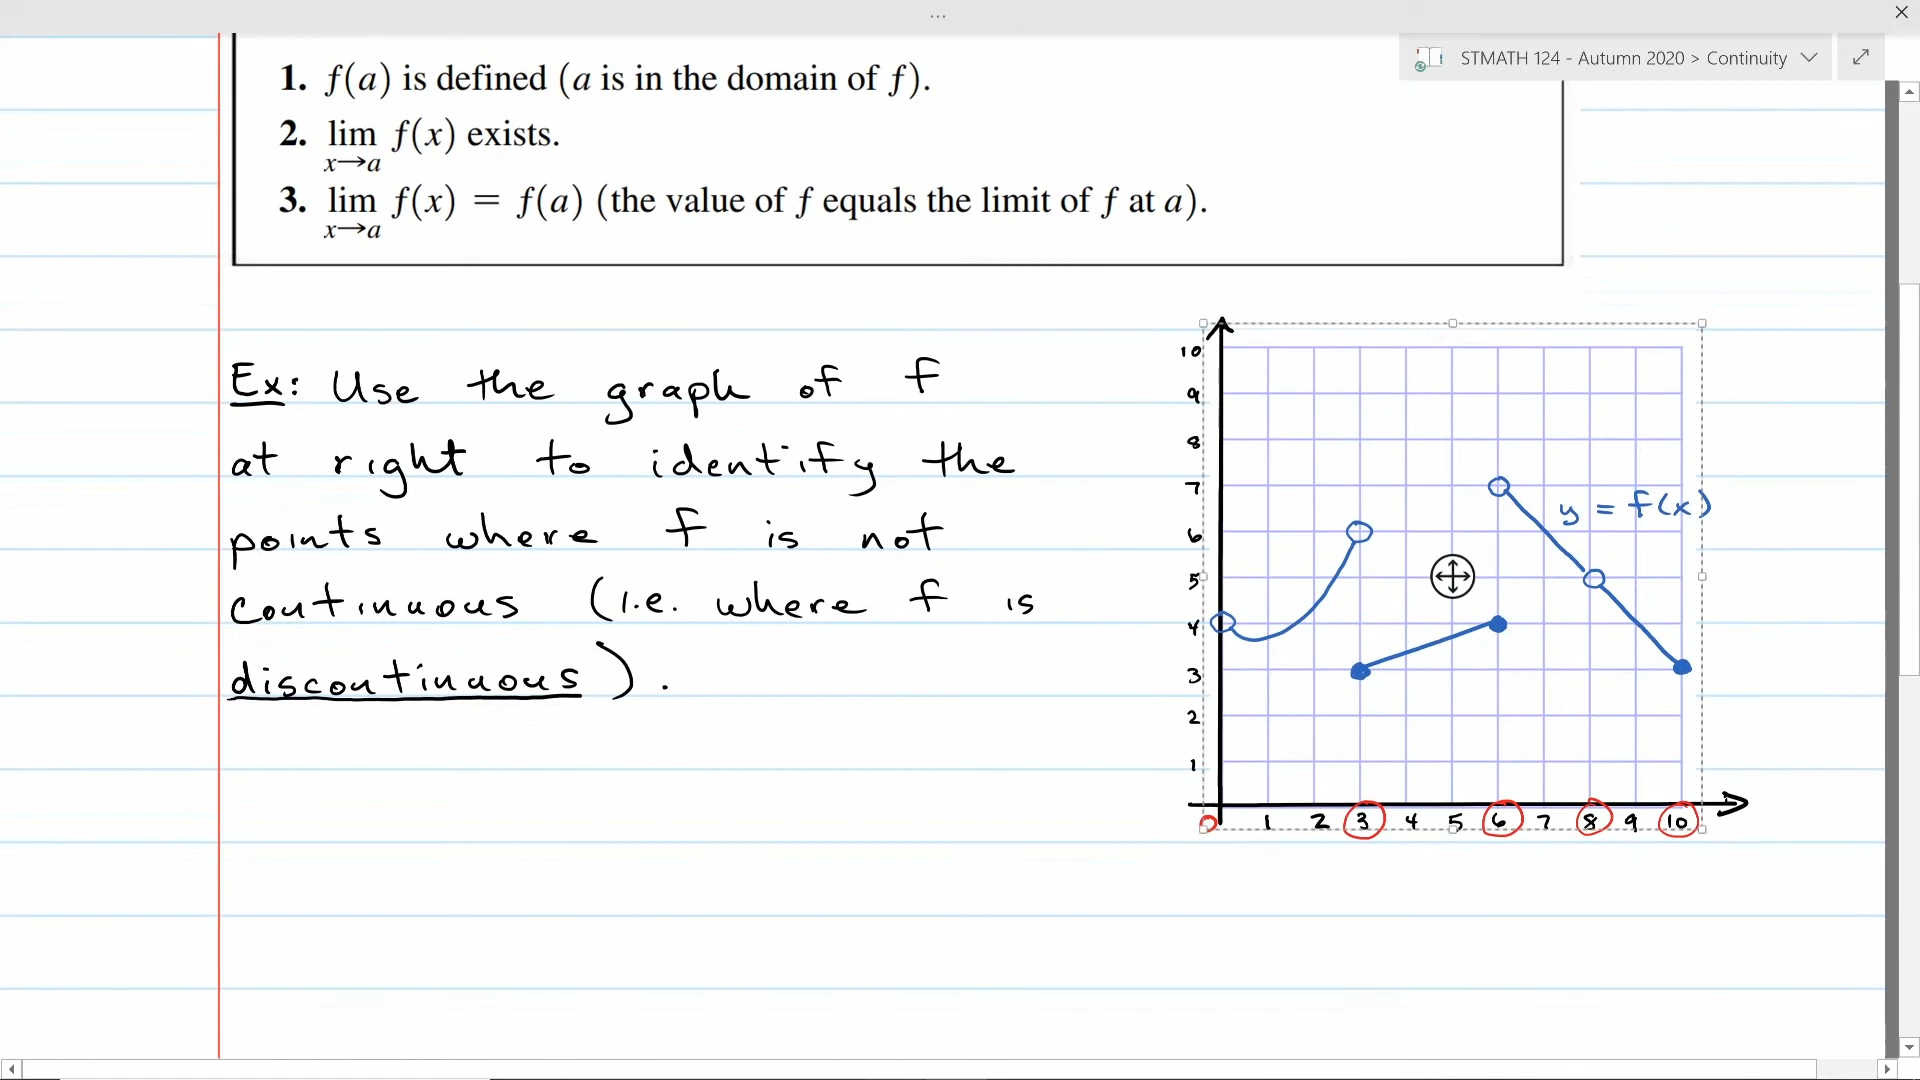 STMATH 124 - Autumn 2020 > Continuity
1. f(a) is defined (a is in the domain of f).
2. lim f(x) exists.
x→a
3. lim f(x) = f(a) (the value of f equals the limit of f at a).
x→a
Ex: Use the graph of f
at right to identify the
points where f is not
continuous (i.e. where f is
discontinuous).
10
9
8
7
y = f(x)
6
5
4
3
2
1
0 1 2 3 4 5 6 7 8 9 10